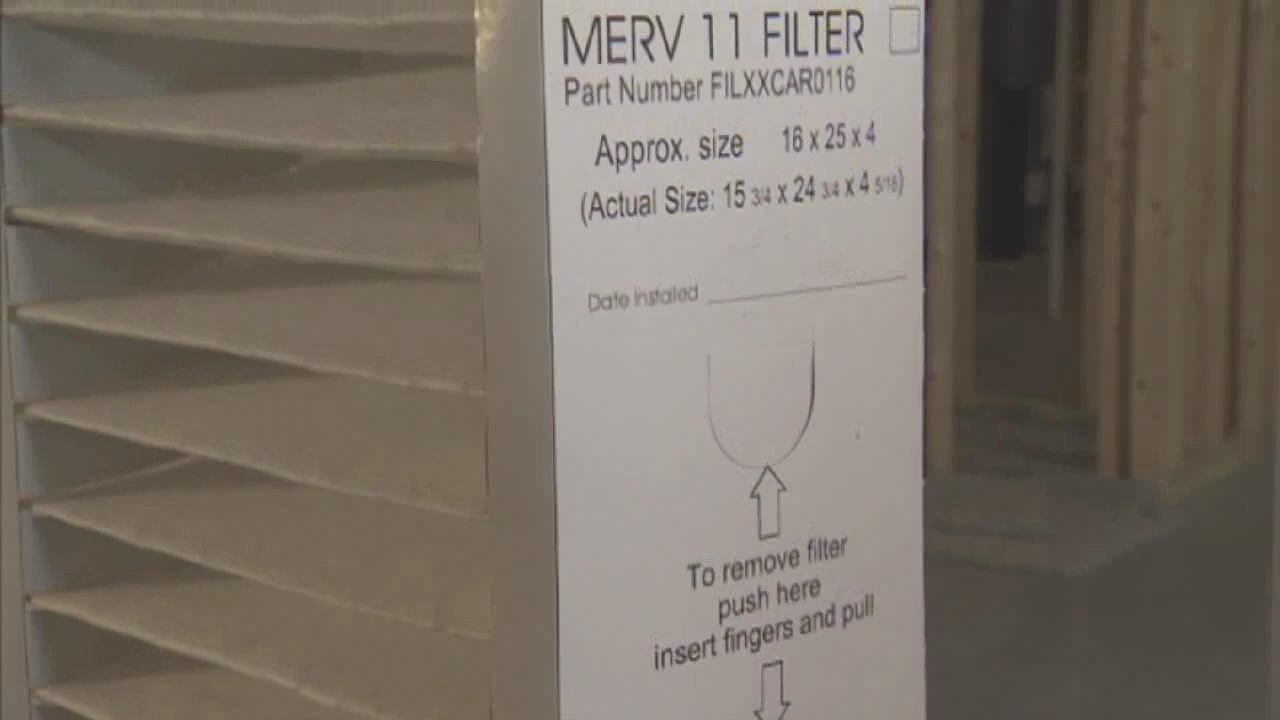 MERV 11 FILTER
Part Number FILXXCAR0116
Approx. size 16 x 25 x 4
(Actual Size: 15 3/4 x 24 3/4 x 4 5/16)
Date Installed
To remove filter
push here
insert fingers and pull